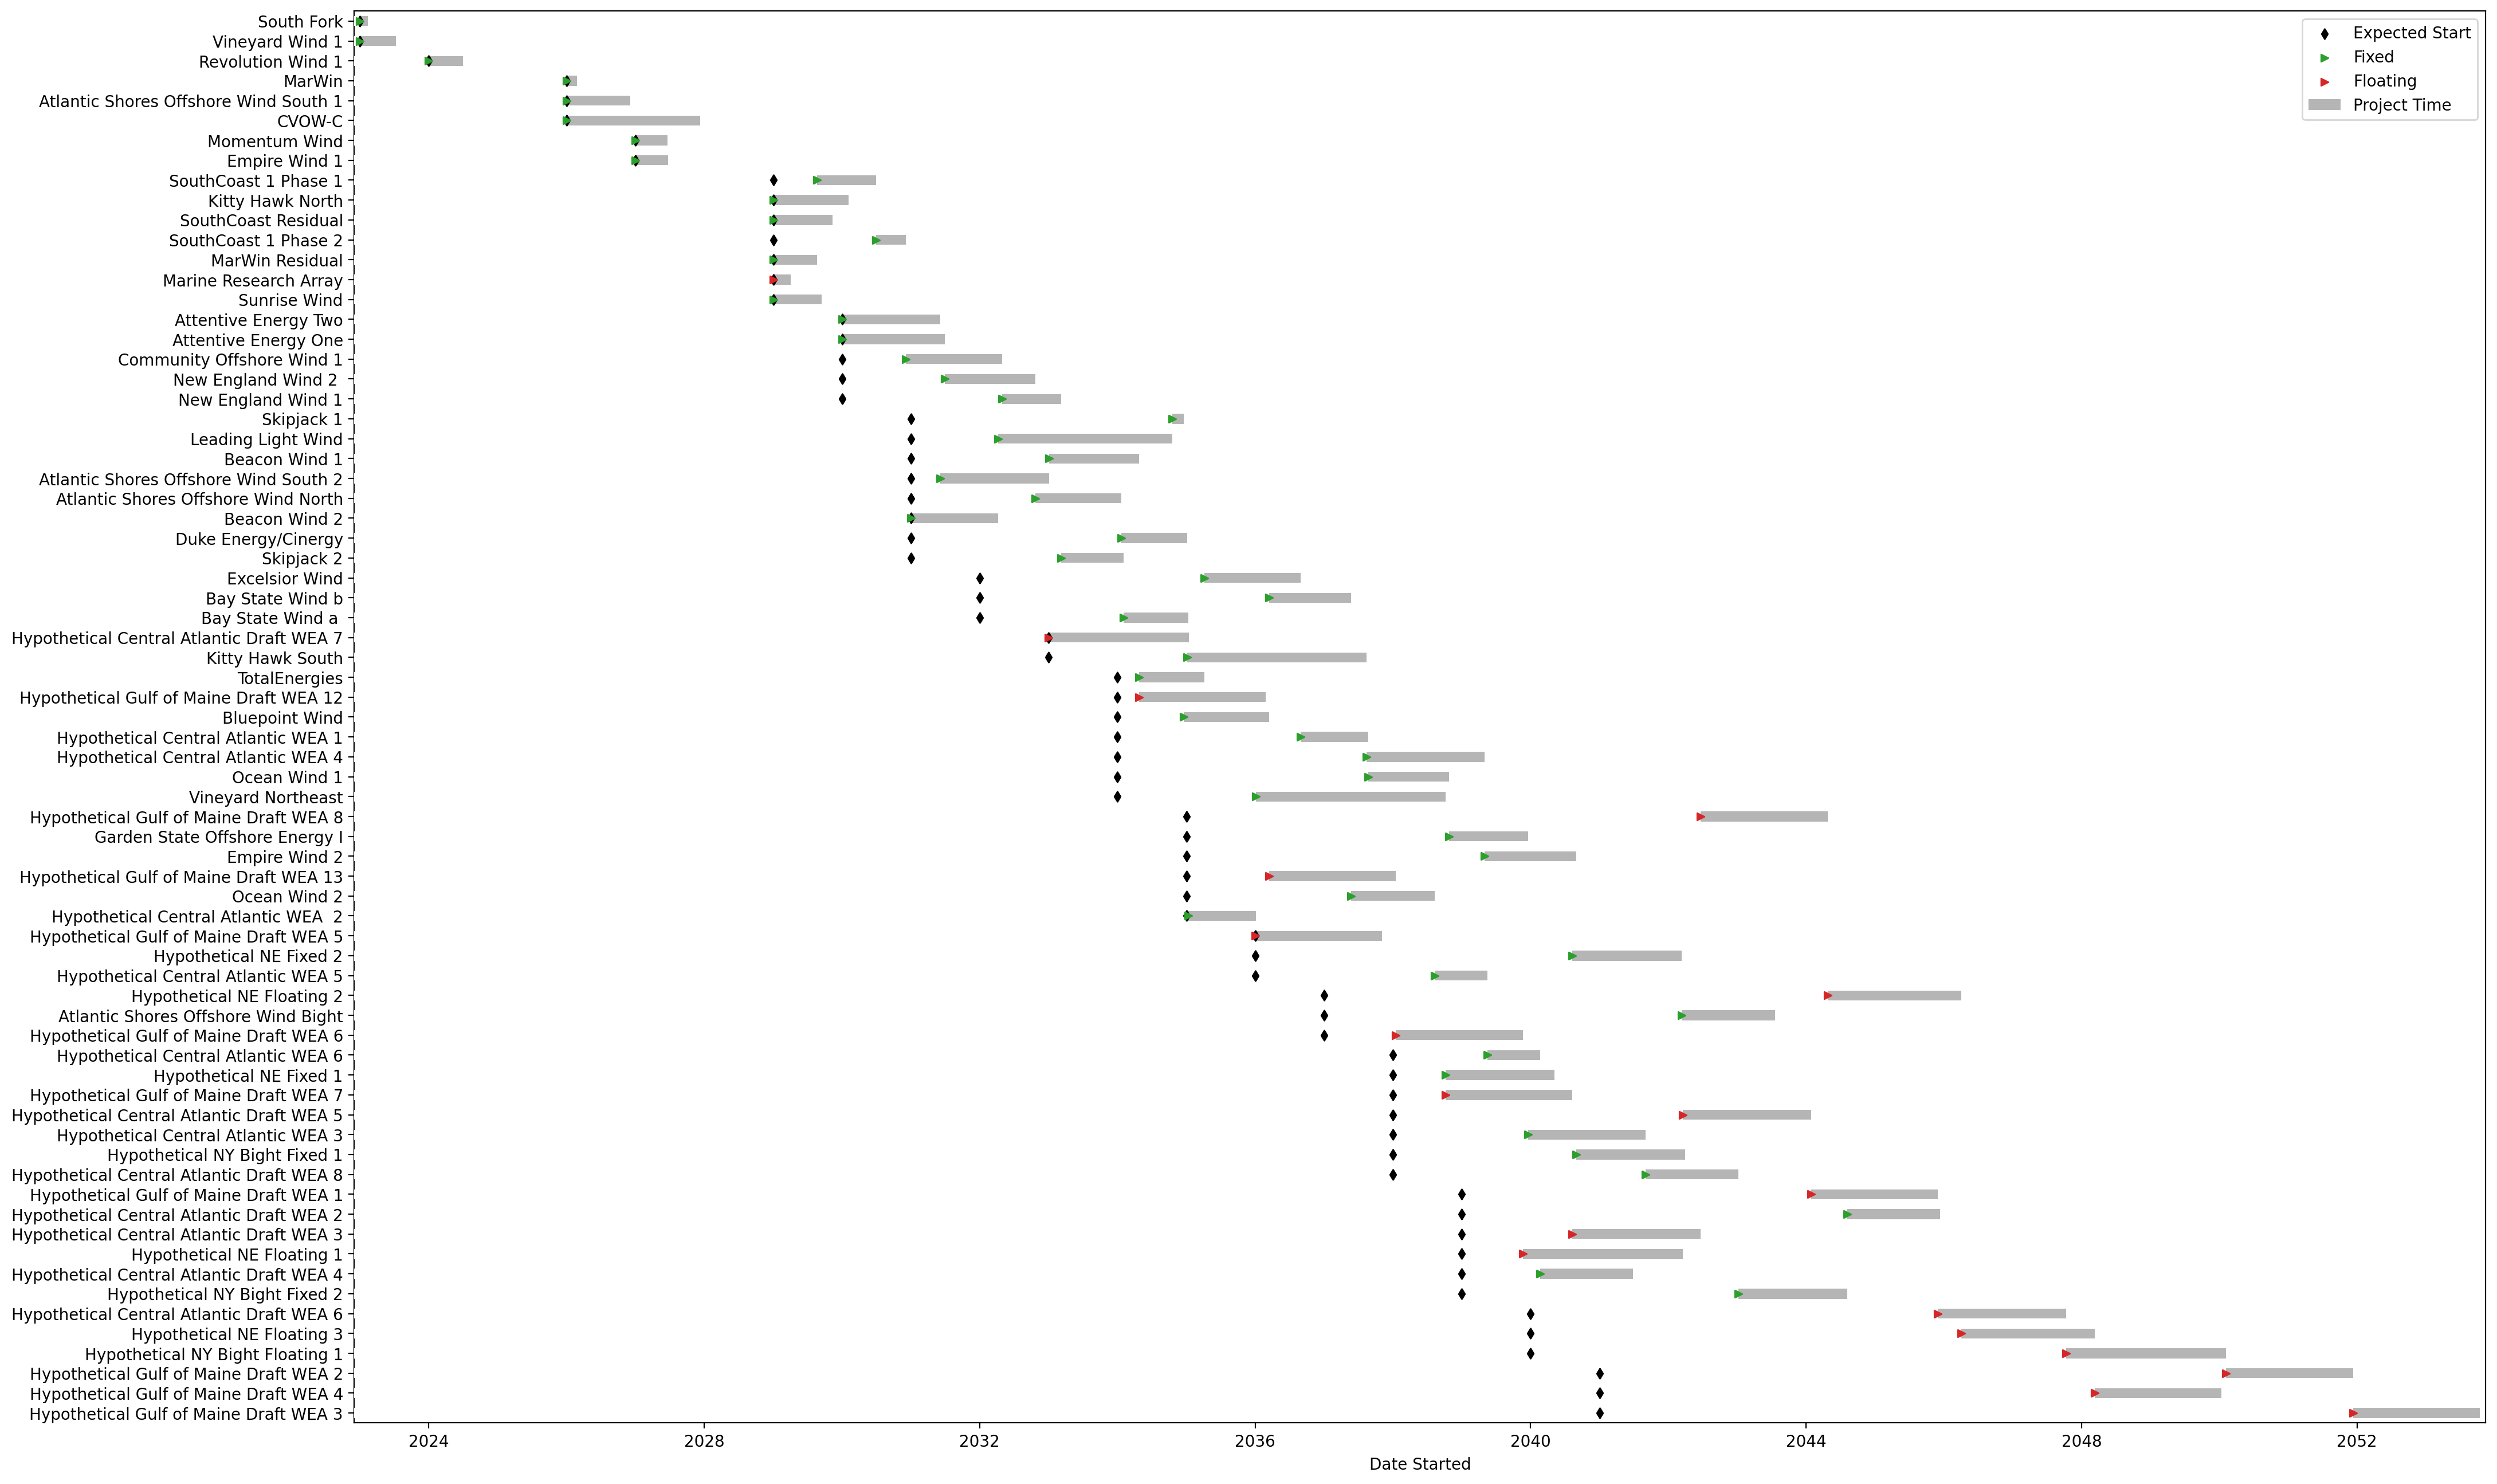 South Fork
Vineyard Wind 1
Revolution Wind 1
MarWin
Atlantic Shores Offshore Wind South 1
CVOW-C
Momentum Wind
Empire Wind 1
SouthCoast 1 Phase 1
Kitty Hawk North
SouthCoast Residual
SouthCoast 1 Phase 2
MarWin Residual
Marine Research Array
Sunrise Wind
Attentive Energy Two
Attentive Energy One
Community Offshore Wind 1
New England Wind 2
New England Wind 1
Skipjack 1
Leading Light Wind
Beacon Wind 1
Atlantic Shores Offshore Wind South 2
Atlantic Shores Offshore Wind North
Beacon Wind 2
Duke Energy/Cinergy
Skipjack 2
Excelsior Wind
Bay State Wind b
Bay State Wind a
Hypothetical Central Atlantic Draft WEA 7
Kitty Hawk South
TotalEnergies
Hypothetical Gulf of Maine Draft WEA 12
Bluepoint Wind
Hypothetical Central Atlantic WEA 1
Hypothetical Central Atlantic WEA 4
Ocean Wind 1
Vineyard Northeast
Hypothetical Gulf of Maine Draft WEA 8
Garden State Offshore Energy I
Empire Wind 2
Hypothetical Gulf of Maine Draft WEA 13
Ocean Wind 2
Hypothetical Central Atlantic WEA  2
Hypothetical Gulf of Maine Draft WEA 5
Hypothetical NE Fixed 2
Hypothetical Central Atlantic WEA 5
Hypothetical NE Floating 2
Atlantic Shores Offshore Wind Bight
Hypothetical Gulf of Maine Draft WEA 6
Hypothetical Central Atlantic WEA 6
Hypothetical NE Fixed 1
Hypothetical Gulf of Maine Draft WEA 7
Hypothetical Central Atlantic Draft WEA 5
Hypothetical Central Atlantic WEA 3
Hypothetical NY Bight Fixed 1
Hypothetical Central Atlantic Draft WEA 8
Hypothetical Gulf of Maine Draft WEA 1
Hypothetical Central Atlantic Draft WEA 2
Hypothetical Central Atlantic Draft WEA 3
Hypothetical NE Floating 1
Hypothetical Central Atlantic Draft WEA 4
Hypothetical NY Bight Fixed 2
Hypothetical Central Atlantic Draft WEA 6
Hypothetical NE Floating 3
Hypothetical NY Bight Floating 1
Hypothetical Gulf of Maine Draft WEA 2
Hypothetical Gulf of Maine Draft WEA 4
Hypothetical Gulf of Maine Draft WEA 3
Expected Start
Fixed
Floating
Project Time
2024 2028 2032 2036 2040 2044 2048 2052
Date Started